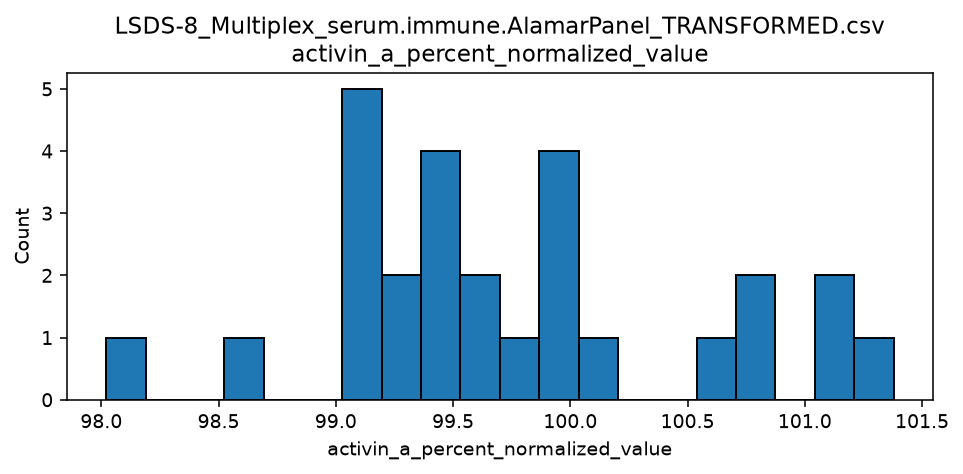 LSDS-8_Multiplex_serum.immune.AlamarPanel_TRANSFORMED.csv
activin_a_percent_normalized_value
Count
5
4
3
2
1
0
98.0 98.5 99.0 99.5 100.0 100.5 101.0 101.5
activin_a_percent_normalized_value